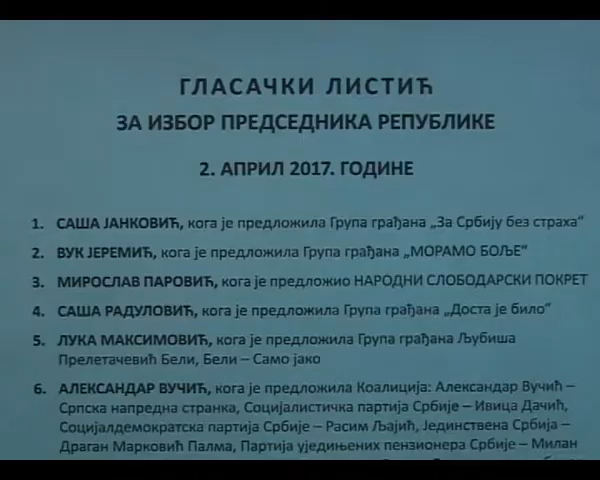 ГЛАСАЧКИ ЛИСТИЋ
ЗА ИЗБОР ПРЕДСЕДНИКА РЕПУБЛИКЕ
2. АПРИЛ 2017. ГОДИНЕ
1. САША ЈАНКОВИЋ, кога је предложила Група грађана „За Србију без страха“
2. ВУК ЈЕРЕМИЋ, кога је предложила Група грађана „МОРАМО БОЉЕ“
3. МИРОСЛАВ ПАРОВИЋ, кога је предложио НАРОДНИ СЛОБОДАРСКИ ПОКРЕТ
4. САША РАДУЛОВИЋ, кога је предложила Група грађана „Доста је било“
5. ЛУКА МАКСИМОВИЋ, кога је предложила Група грађана Љубиша
Прелетачевић Бели, Бели – Само јако
6. АЛЕКСАНДАР ВУЧИЋ, кога је предложила Коалиција: Александар Вучић –
Српска напредна странка, Социјалистичка партија Србије – Ивица Дачић,
Социјалдемократска партија Србије – Расим Љајић, Јединствена Србија –
Драган Марковић Палма, Партија уједињених пензионера Србије – Милан